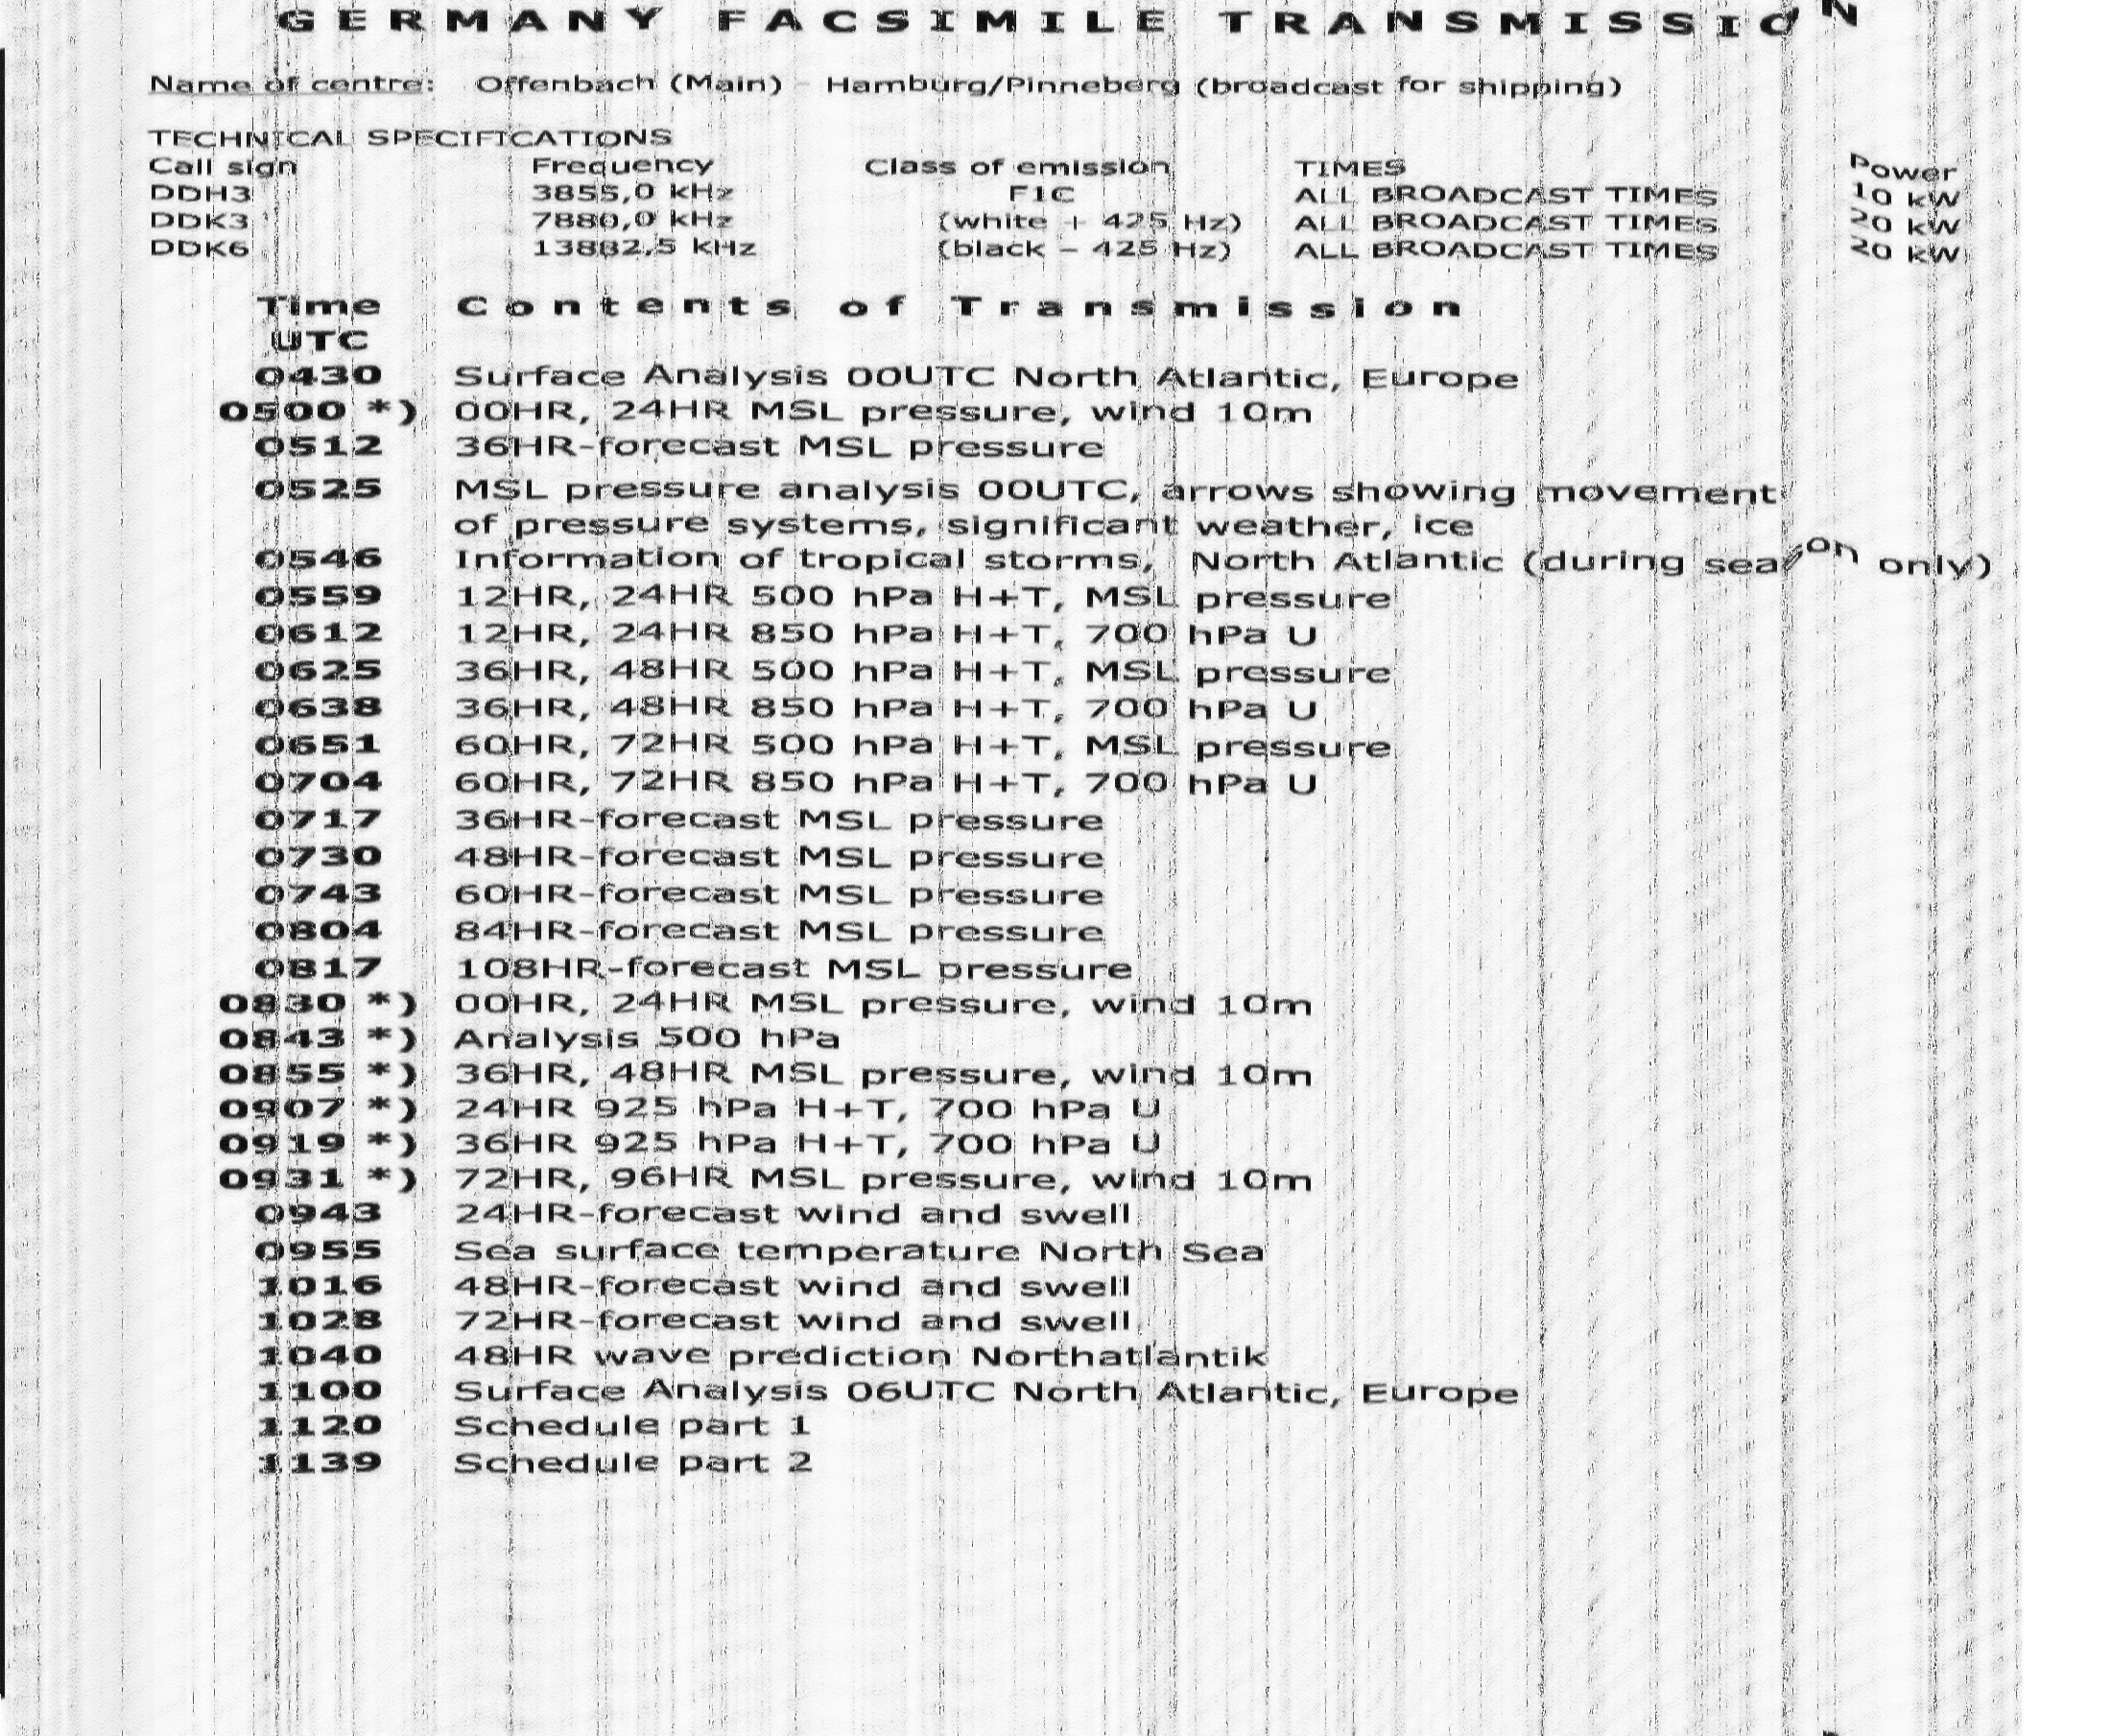 GERMANY FACSIMILE TRANSMISSION
Name of centre: Offenbach (Main) - Hamburg/Pinneberg (broadcast for shipping)
TECHNICAL SPECIFICATIONS
Call sign Frequency Class of emission TIMES Power
DDH3 3855,0 kHz F1C ALL BROADCAST TIMES 10 kW
DDK3 7880,0 kHz (white + 425 Hz) ALL BROADCAST TIMES 20 kW
DDK6 13882,5 kHz (black - 425 Hz) ALL BROADCAST TIMES 20 kW
Time Contents of Transmission
UTC
0430 Surface Analysis 00UTC North Atlantic, Europe
0500 *) 00HR, 24HR MSL pressure, wind 10m
0512 36HR-forecast MSL pressure
0525 MSL pressure analysis 00UTC, arrows showing movement
of pressure systems, significant weather, ice
0546 Information of tropical storms, North Atlantic (during season only)
0559 12HR, 24HR 500 hPa H+T, MSL pressure
0612 12HR, 24HR 850 hPa H+T, 700 hPa U
0625 36HR, 48HR 500 hPa H+T, MSL pressure
0638 36HR, 48HR 850 hPa H+T, 700 hPa U
0651 60HR, 72HR 500 hPa H+T, MSL pressure
0704 60HR, 72HR 850 hPa H+T, 700 hPa U
0717 36HR-forecast MSL pressure
0730 48HR-forecast MSL pressure
0743 60HR-forecast MSL pressure
0804 84HR-forecast MSL pressure
0817 108HR-forecast MSL pressure
0830 *) 00HR, 24HR MSL pressure, wind 10m
0843 *) Analysis 500 hPa
0855 *) 36HR, 48HR MSL pressure, wind 10m
0907 *) 24HR 925 hPa H+T, 700 hPa U
0919 *) 36HR 925 hPa H+T, 700 hPa U
0931 *) 72HR, 96HR MSL pressure, wind 10m
0943 24HR-forecast wind and swell
0955 Sea surface temperature North Sea
1016 48HR-forecast wind and swell
1028 72HR-forecast wind and swell
1040 48HR wave prediction Northatlantik
1100 Surface Analysis 06UTC North Atlantic, Europe
1120 Schedule part 1
1139 Schedule part 2